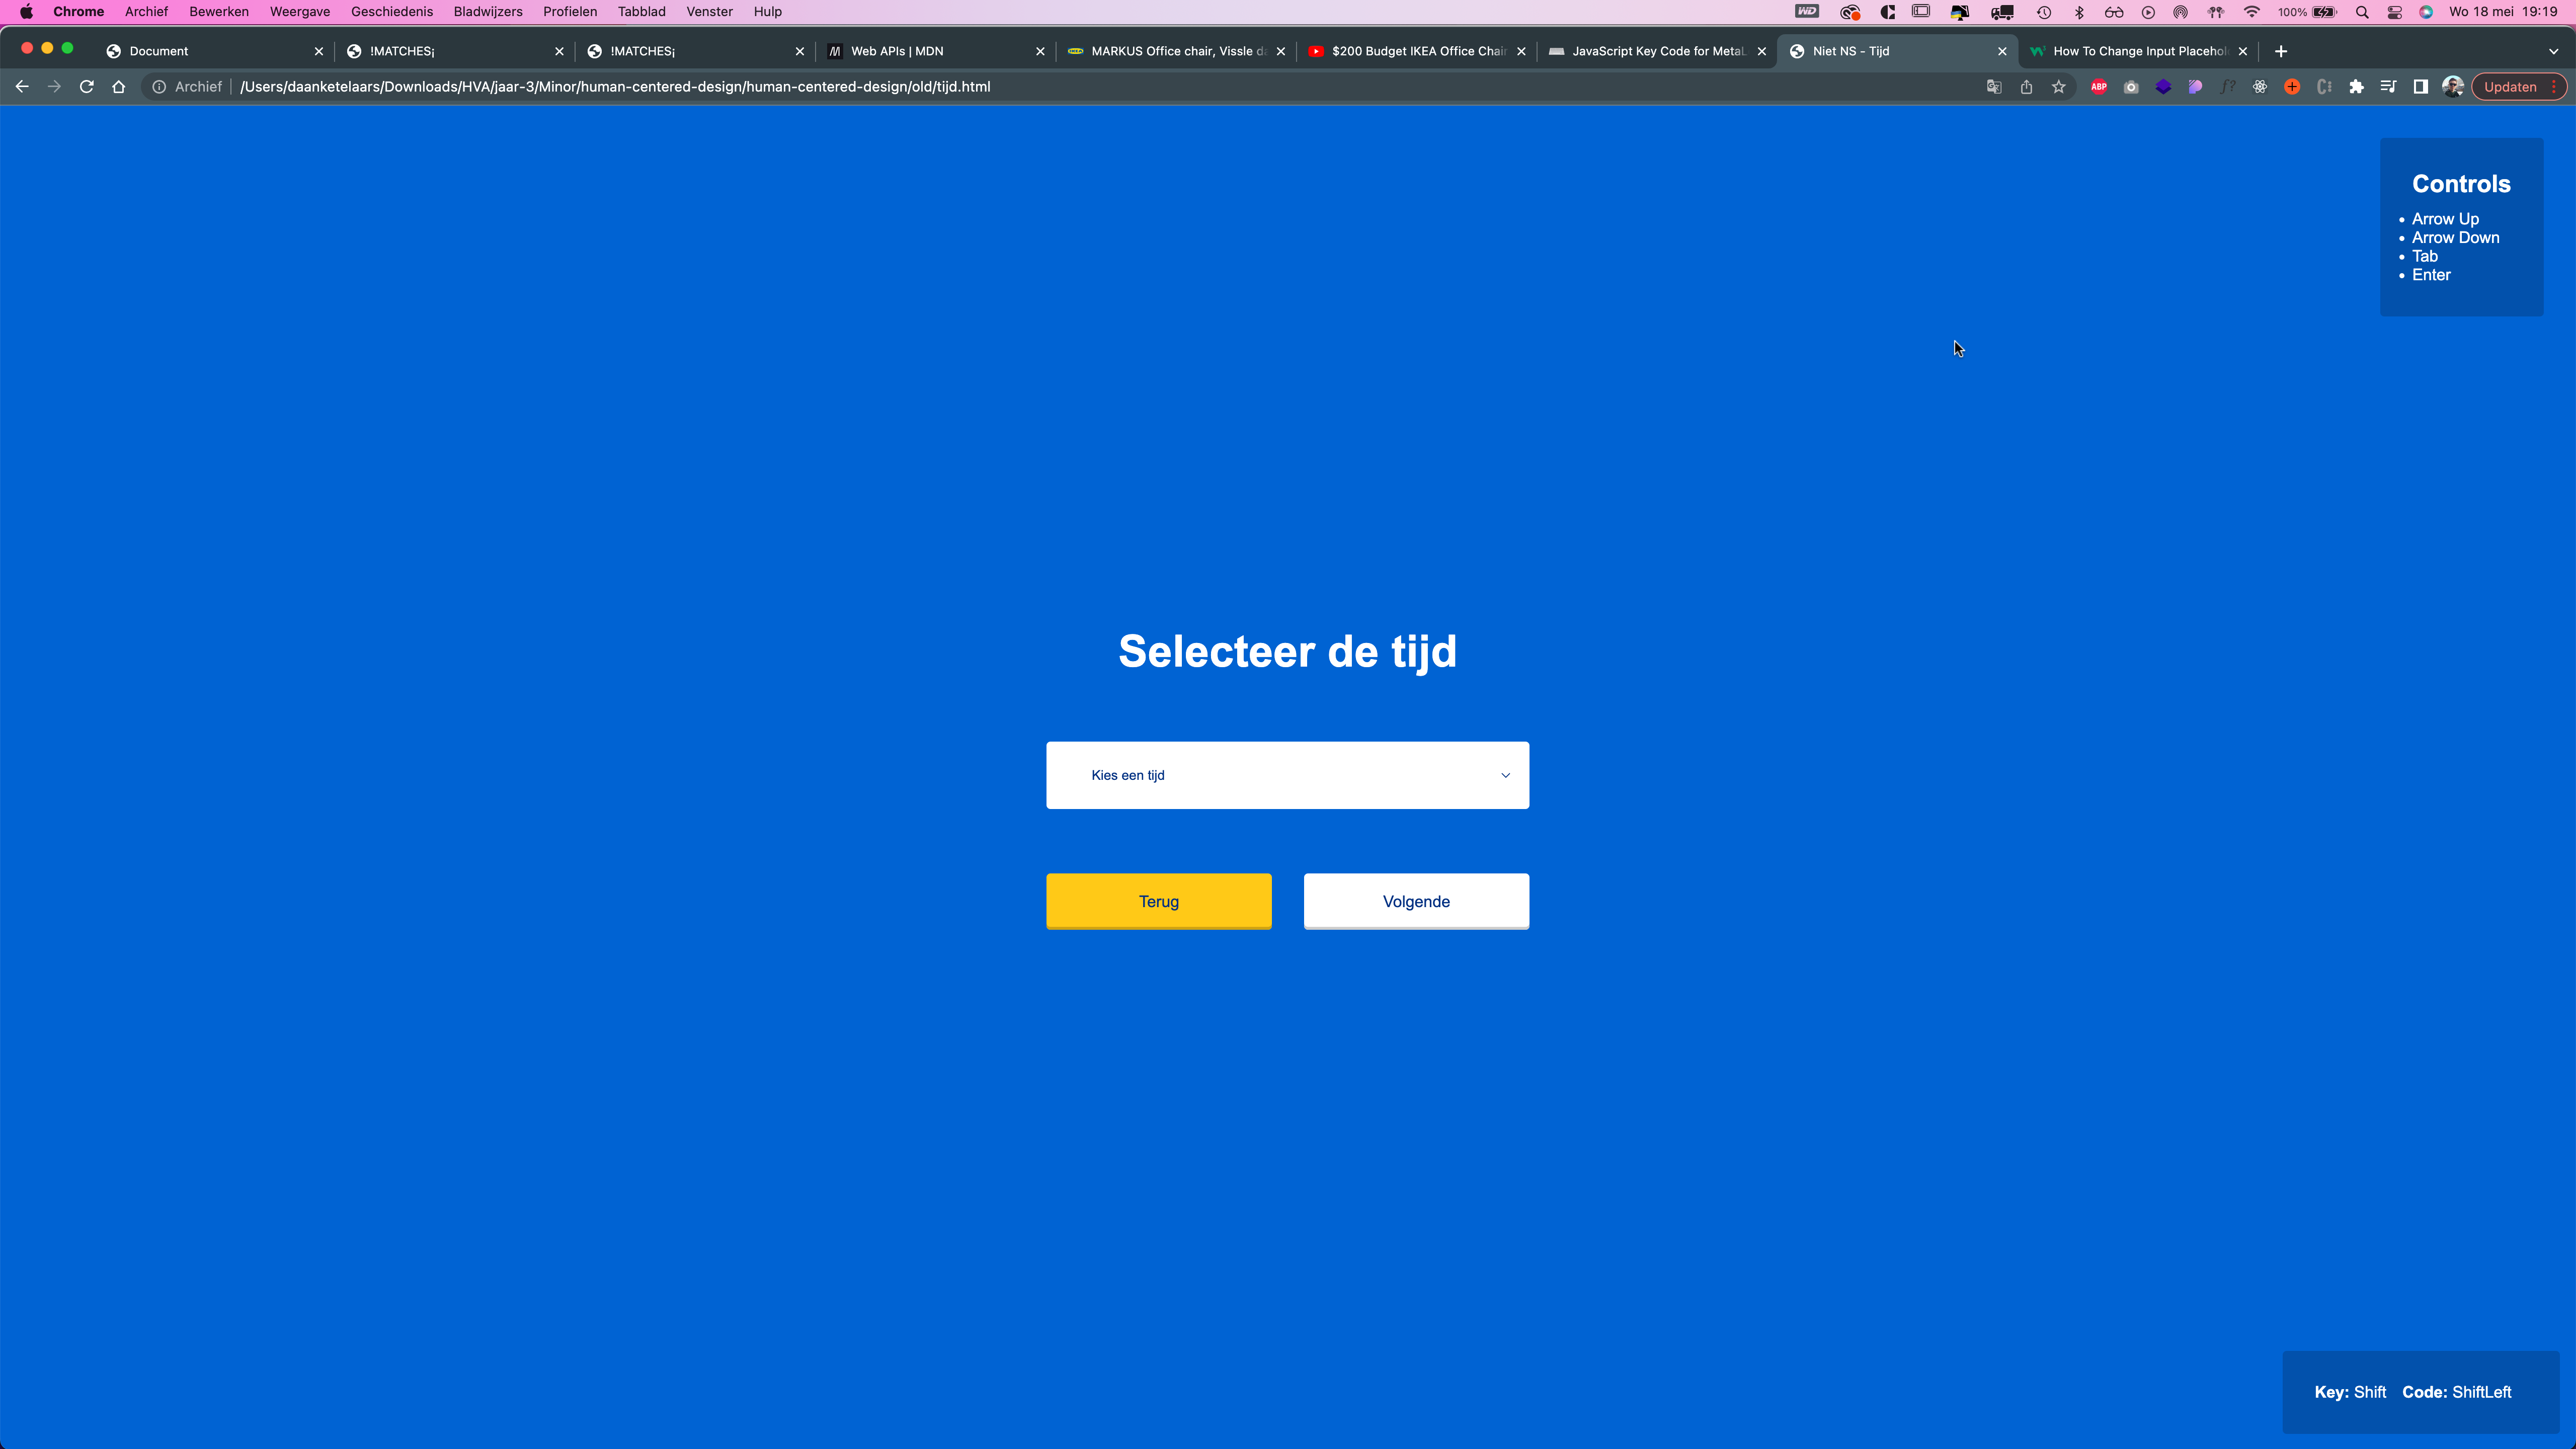 Chrome Archief Bewerken Weergave Geschiedenis Bladwijzers Profielen Tabblad Venster Hulp WD 100% Wo 18 mei 19:19
Document !MATCHES¡ !MATCHES¡ Web APIs | MDN MARKUS Office chair, Vissle da $200 Budget IKEA Office Chair JavaScript Key Code for MetaL Niet NS - Tijd How To Change Input Placehol
Archief /Users/daanketelaars/Downloads/HVA/jaar-3/Minor/human-centered-design/human-centered-design/old/tijd.html ABP f? Updaten
Controls
Arrow Up
Arrow Down
Tab
Enter
Selecteer de tijd
Kies een tijd
Terug Volgende
Key: Shift Code: ShiftLeft